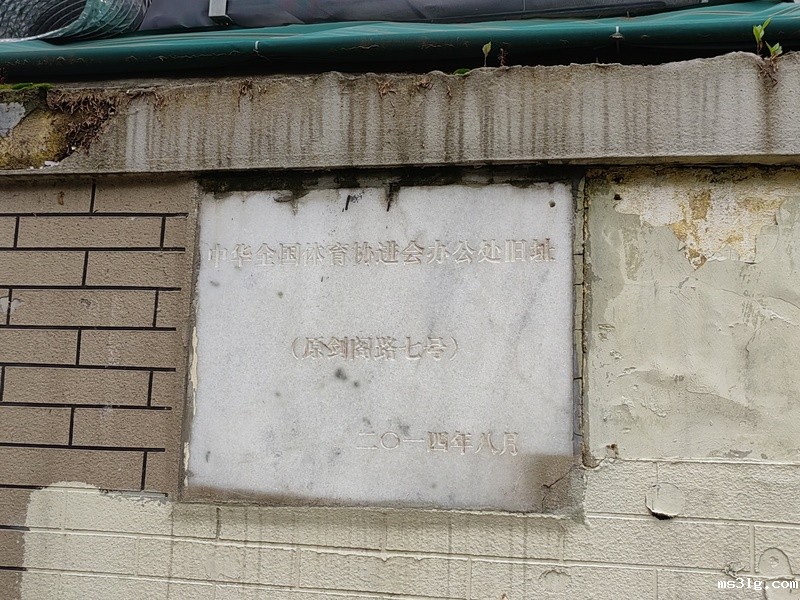 中华全国体育协进会办公处旧址
（原剑阁路七号）
二〇一四年八月
ms31g.com